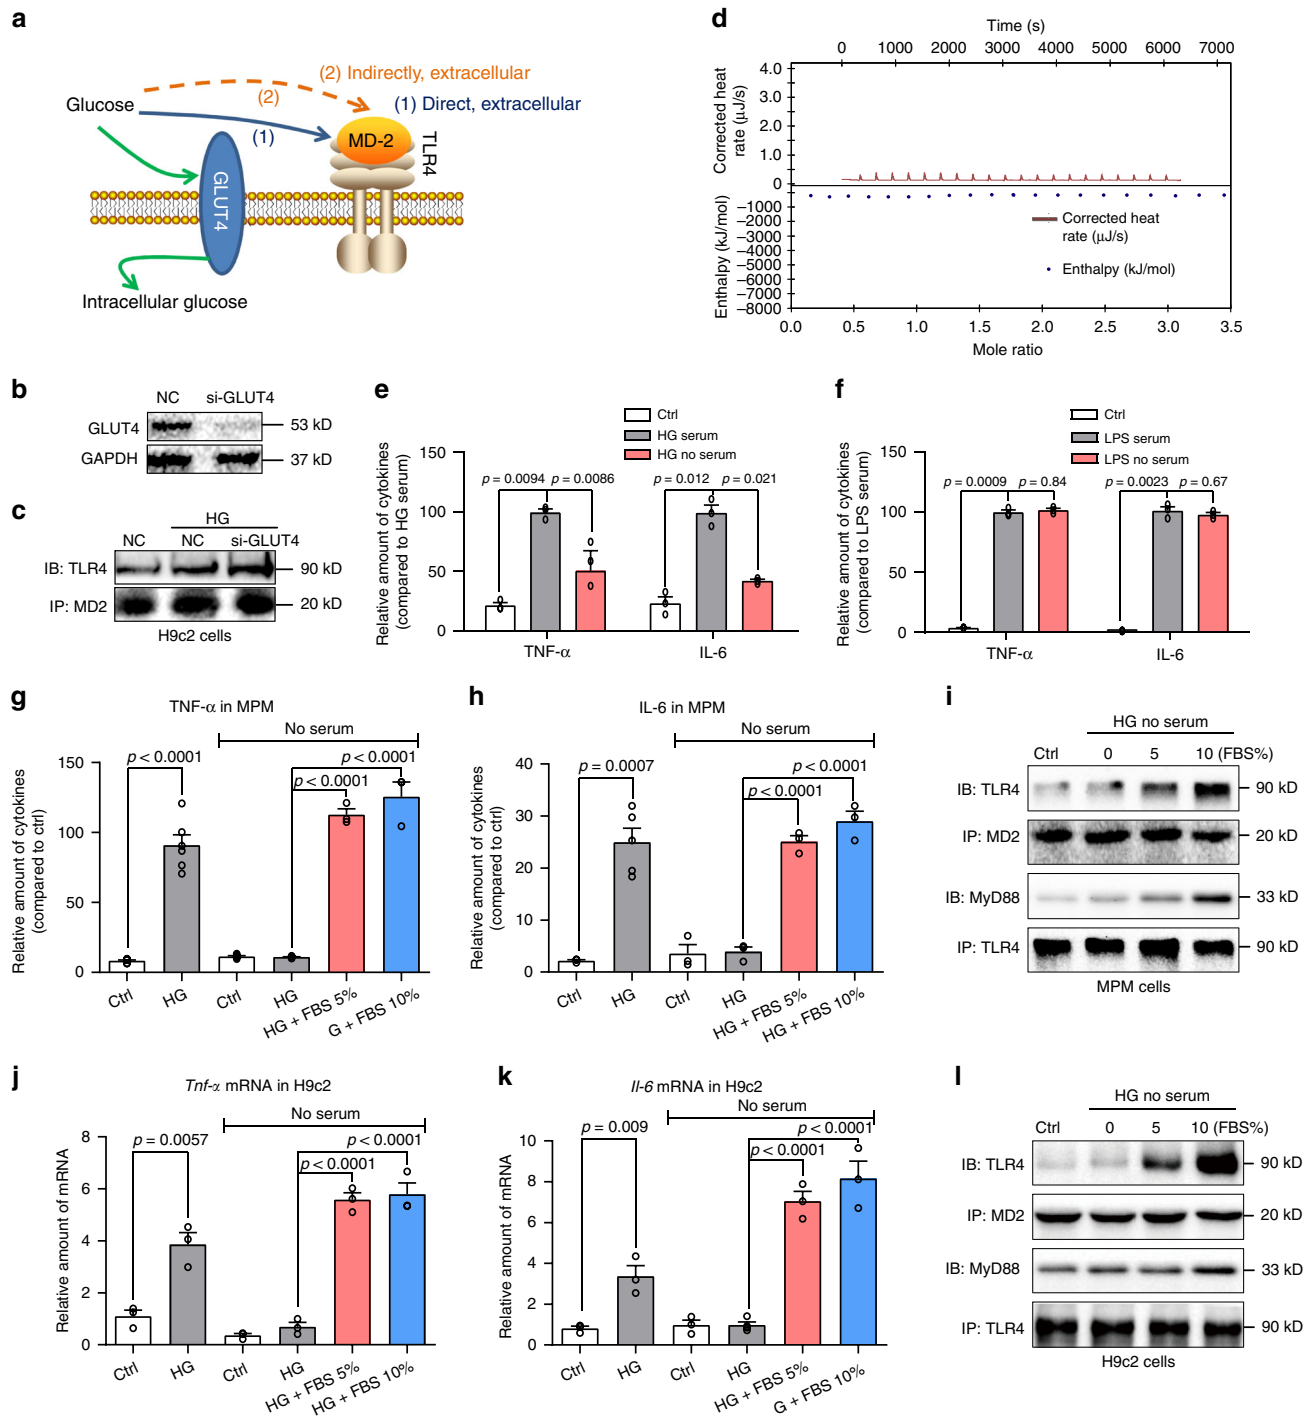 a
(2) Indirectly, extracellular
(2)
Glucose
(1) Direct, extracellular
(1)
MD-2
TLR4
GLUT4
Intracellular glucose
d
Time (s)
0 1000 2000 3000 4000 5000 6000 7000
Corrected heat
rate (μJ/s)
4.0
3.0
2.0
1.0
0
Enthalpy (kJ/mol)
−1000
−2000
−3000
−4000
−5000
−6000
−7000
−8000
Corrected heat
rate (μJ/s)
Enthalpy (kJ/mol)
0.0 0.5 1.0 1.5 2.0 2.5 3.0 3.5
Mole ratio
b
NC si-GLUT4
GLUT4 53 kD
GAPDH 37 kD
c
HG
NC NC si-GLUT4
IB: TLR4 90 kD
IP: MD2 20 kD
H9c2 cells
e
Ctrl
HG serum
HG no serum
Relative amount of cytokines
(compared to HG serum)
150
100
50
0
p = 0.0094 p = 0.0086
p = 0.012 p = 0.021
TNF-α IL-6
f
Ctrl
LPS serum
LPS no serum
Relative amount of cytokines
(compared to LPS serum)
150
100
50
0
p = 0.0009 p = 0.84
p = 0.0023 p = 0.67
TNF-α IL-6
g
TNF-α in MPM
No serum
Relative amount of cytokines
(compared to ctrl)
150
100
50
0
p < 0.0001
p < 0.0001
p < 0.0001
Ctrl HG Ctrl HG HG + FBS 5% G + FBS 10%
h
IL-6 in MPM
No serum
Relative amount of cytokines
(compared to ctrl)
40
30
20
10
0
p = 0.0007
p < 0.0001
p < 0.0001
Ctrl HG Ctrl HG HG + FBS 5% HG + FBS 10%
i
HG no serum
Ctrl 0 5 10 (FBS%)
IB: TLR4 90 kD
IP: MD2 20 kD
IB: MyD88 33 kD
IP: TLR4 90 kD
MPM cells
j
Tnf-α mRNA in H9c2
No serum
Relative amount of mRNA
8
6
4
2
0
p = 0.0057
p < 0.0001
p < 0.0001
Ctrl HG Ctrl HG HG + FBS 5% HG + FBS 10%
k
Il-6 mRNA in H9c2
No serum
Relative amount of mRNA
10
8
6
4
2
0
p = 0.009
p < 0.0001
p < 0.0001
Ctrl HG Ctrl HG HG + FBS 5% G + FBS 10%
l
HG no serum
Ctrl 0 5 10 (FBS%)
IB: TLR4 90 kD
IP: MD2 20 kD
IB: MyD88 33 kD
IP: TLR4 90 kD
H9c2 cells